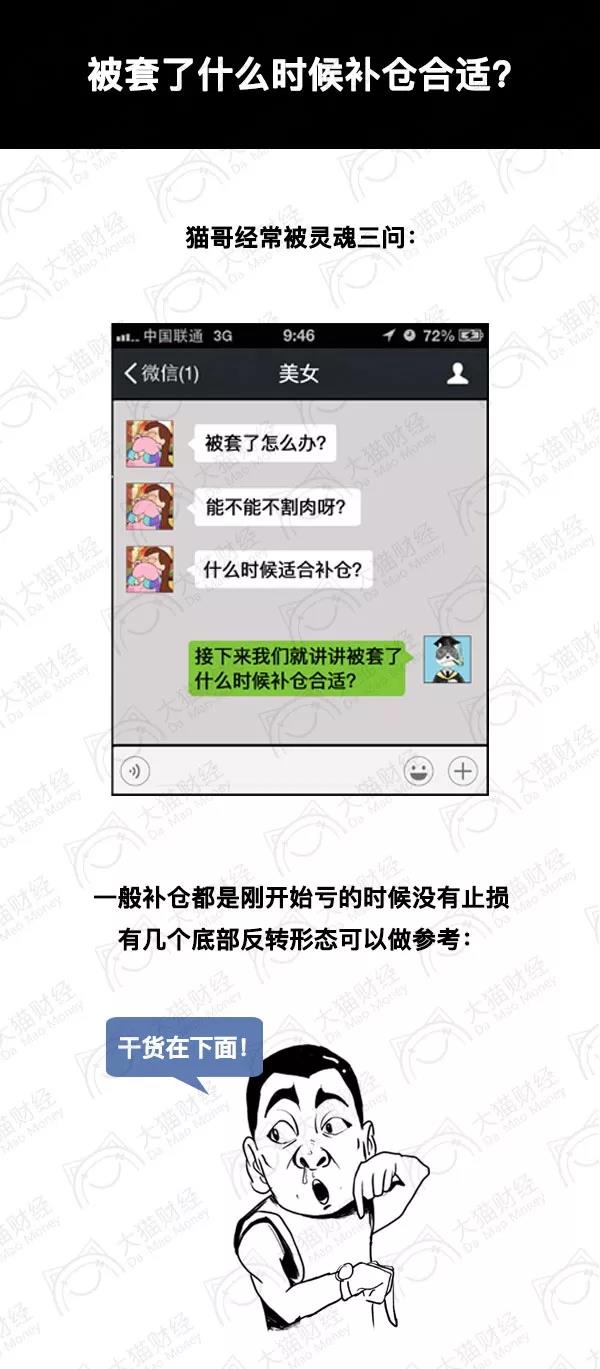 被套了什么时候补仓合适?
猫哥经常被灵魂三问:
中国联通 3G 9:46 72%
微信(1) 美女
被套了怎么办?
能不能不割肉呀?
什么时候适合补仓?
接下来我们就讲讲被套了
什么时候补仓合适?
一般补仓都是刚开始亏的时候没有止损
有几个底部反转形态可以做参考:
干货在下面!
大猫财经
Da Mao Money